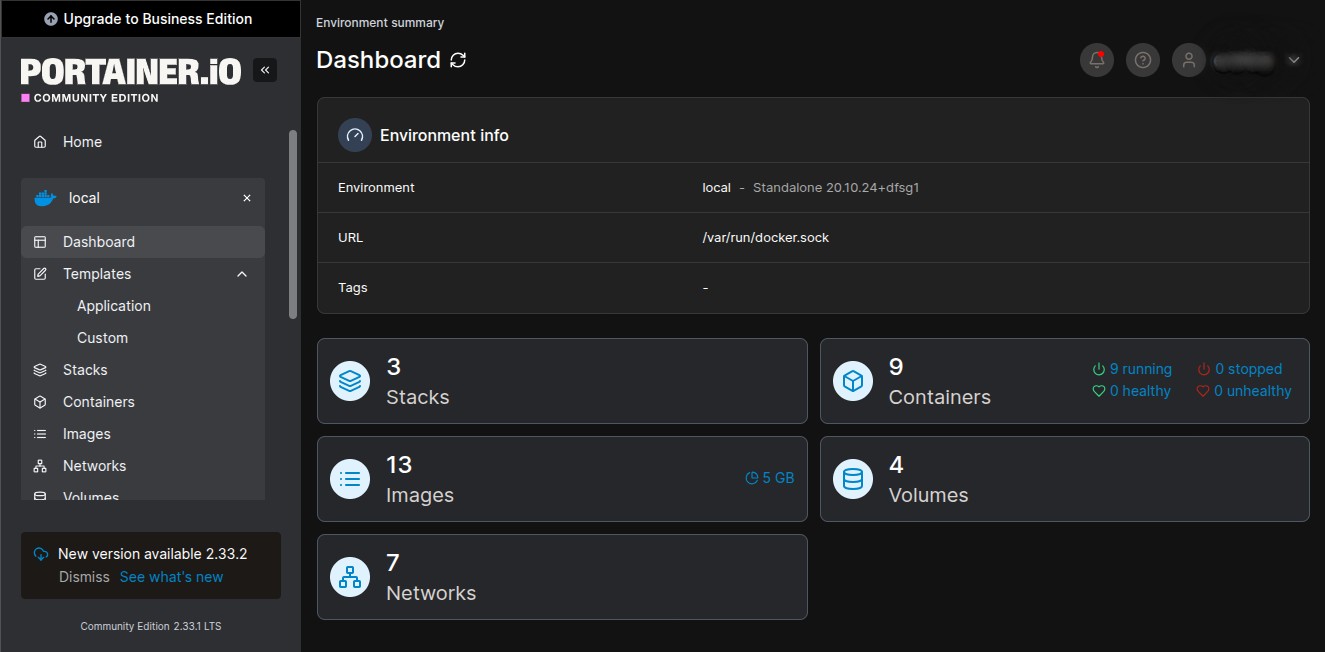 Upgrade to Business Edition
PORTAINER.iO
COMMUNITY EDITION
Home
local
Dashboard
Templates
Application
Custom
Stacks
Containers
Images
Networks
Volumes
New version available 2.33.2
Dismiss See what's new
Community Edition 2.33.1 LTS
Environment summary
Dashboard
Environment info
Environment local - Standalone 20.10.24+dfsg1
URL /var/run/docker.sock
Tags -
3
Stacks
9
Containers
9 running 0 stopped
0 healthy 0 unhealthy
13
Images
5 GB
4
Volumes
7
Networks